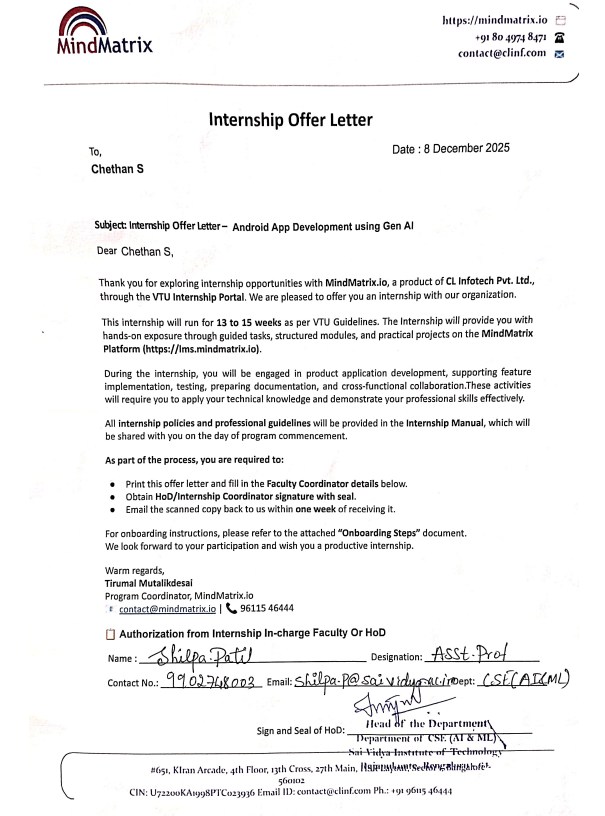 MindMatrix
https://mindmatrix.io
+91 80 4974 8471
contact@clinf.com
Internship Offer Letter
To,
Date : 8 December 2025
Chethan S
Subject: Internship Offer Letter – Android App Development using Gen AI
Dear Chethan S,
Thank you for exploring internship opportunities with MindMatrix.io, a product of CL Infotech Pvt. Ltd.,
through the VTU Internship Portal. We are pleased to offer you an internship with our organization.
This internship will run for 13 to 15 weeks as per VTU Guidelines. The Internship will provide you with
hands-on exposure through guided tasks, structured modules, and practical projects on the MindMatrix
Platform (https://lms.mindmatrix.io).
During the internship, you will be engaged in product application development, supporting feature
implementation, testing, preparing documentation, and cross-functional collaboration.These activities
will require you to apply your technical knowledge and demonstrate your professional skills effectively.
All internship policies and professional guidelines will be provided in the Internship Manual, which will
be shared with you on the day of program commencement.
As part of the process, you are required to:
● Print this offer letter and fill in the Faculty Coordinator details below.
● Obtain HoD/Internship Coordinator signature with seal.
● Email the scanned copy back to us within one week of receiving it.
For onboarding instructions, please refer to the attached "Onboarding Steps" document.
We look forward to your participation and wish you a productive internship.
Warm regards,
Tirumal Mutalikdesai
Program Coordinator, MindMatrix.io
contact@mindmatrix.io | 96115 46444
Authorization from Internship In-charge Faculty Or HoD
Name : Shilpa.Patil Designation: Asst.Prof
Contact No.: 9902748003 Email: Shilpa.p@saividya.ac.in Dept: CSE(AI&ML)
Head of the Department
Sign and Seal of HoD:
Department of CSE (AI & ML)
Sai Vidya Institute of Technology
#651, KIran Arcade, 4th Floor, 13th Cross, 27th Main,
560102
CIN: U72200KA1998PTC023936 Email ID: contact@clinf.com Ph.: +91 96115 46444